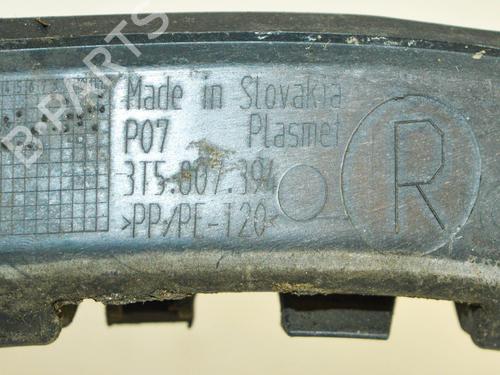 Made in Slovakia
P07 Plasmet
3T5.807.394
>PP/PE-T20<
R
B-PARTS